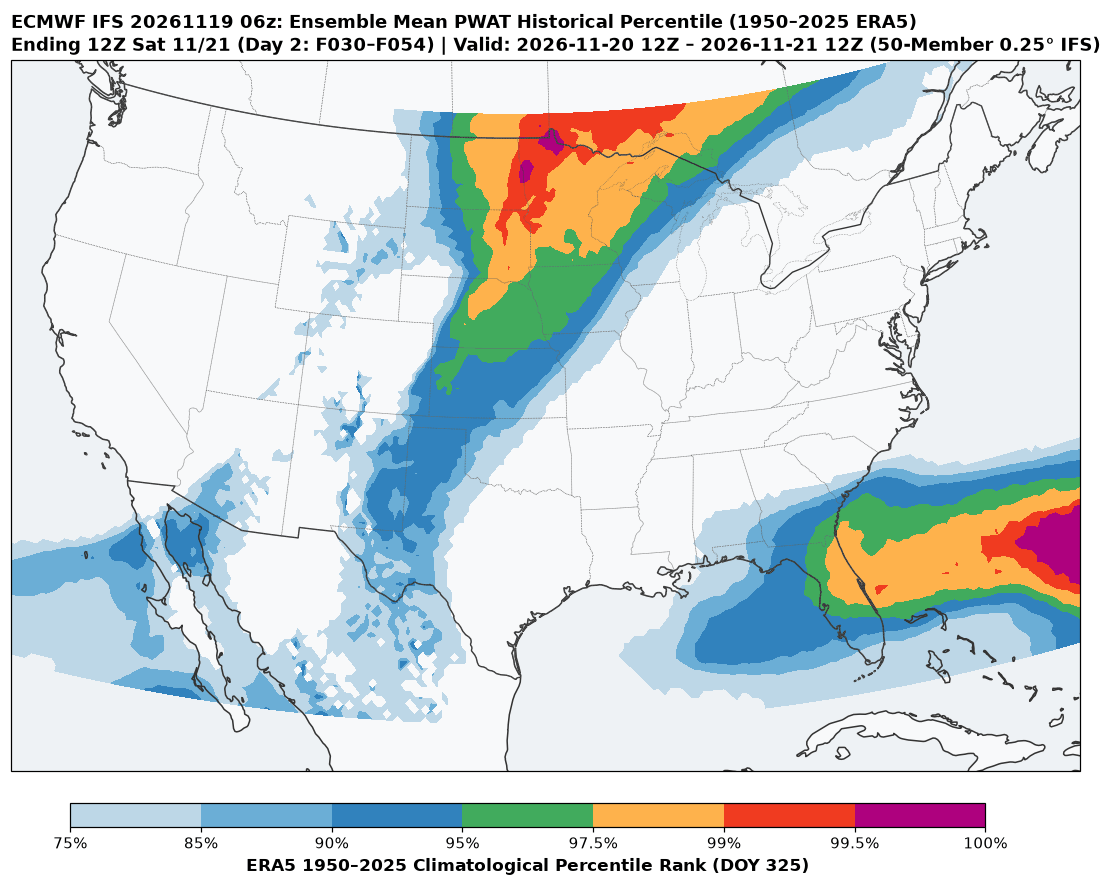 ECMWF IFS 20261119 06z: Ensemble Mean PWAT Historical Percentile (1950–2025 ERA5)
Ending 12Z Sat 11/21 (Day 2: F030–F054) | Valid: 2026-11-20 12Z – 2026-11-21 12Z (50-Member 0.25° IFS)
75% 85% 90% 95% 97.5% 99% 99.5% 100%
ERA5 1950–2025 Climatological Percentile Rank (DOY 325)